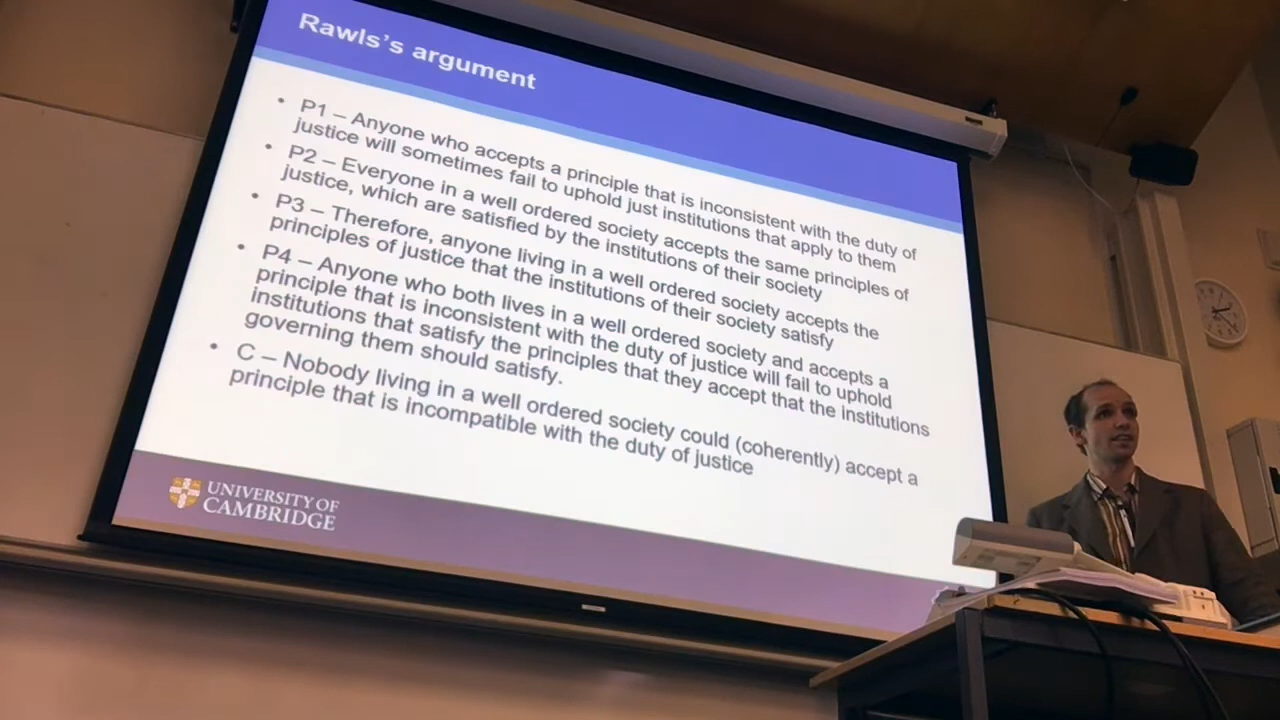 Rawls's argument
• P1 – Anyone who accepts a principle that is inconsistent with the duty of
justice will sometimes fail to uphold just institutions that apply to them
• P2 – Everyone in a well ordered society accepts the same principles of
justice, which are satisfied by the institutions of their society
• P3 – Therefore, anyone living in a well ordered society accepts the
principles of justice that the institutions of their society satisfy
• P4 – Anyone who both lives in a well ordered society and accepts a
principle that is inconsistent with the duty of justice will fail to uphold
institutions that satisfy the principles that they accept that the institutions
governing them should satisfy.
• C – Nobody living in a well ordered society could (coherently) accept a
principle that is incompatible with the duty of justice
UNIVERSITY OF
CAMBRIDGE